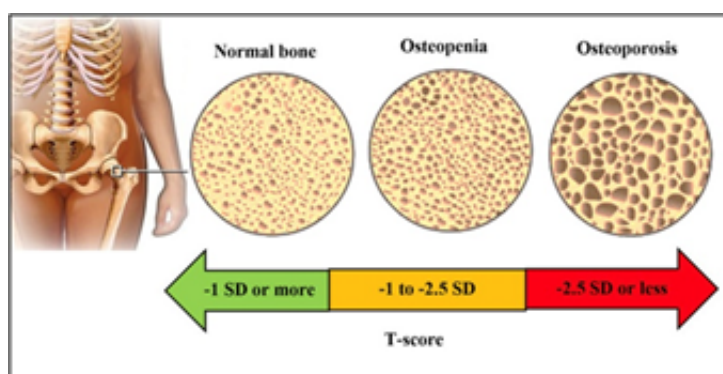 Normal bone
Osteopenia
Osteoporosis
-1 SD or more
-1 to -2.5 SD
-2.5 SD or less
T-score